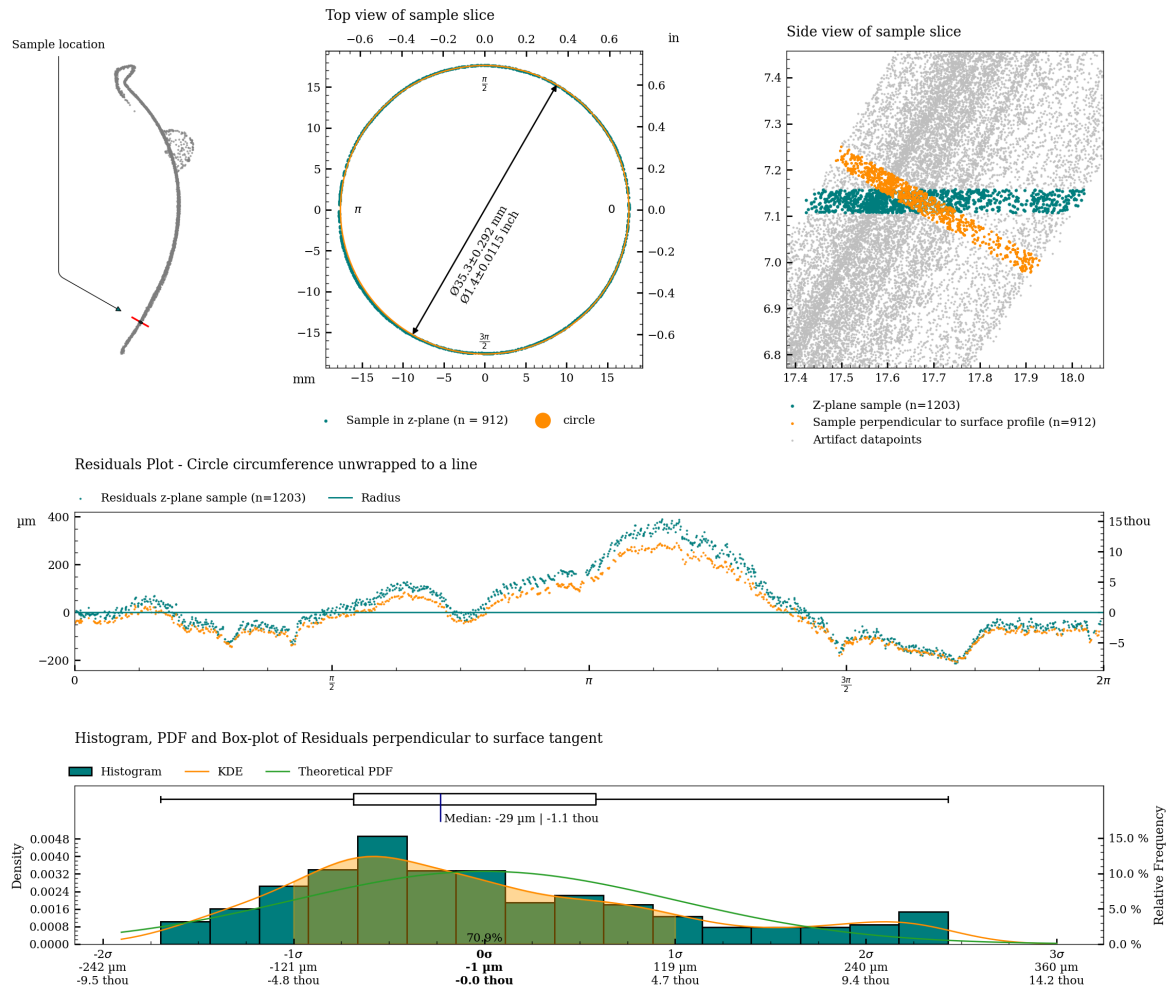 Top view of sample slice
Sample location
−0.6 −0.4 −0.2 0.0 0.2 0.4 0.6 in
15
10
5
0
−5
−10
−15
0.6
0.4
0.2
0.0
−0.2
−0.4
−0.6
π/2
π
0
3π/2
Ø35.3±0.292 mm
Ø1.4±0.0115 inch
mm −15 −10 −5 0 5 10 15
Sample in z-plane (n = 912) circle
Side view of sample slice
7.4
7.3
7.2
7.1
7.0
6.9
6.8
17.4 17.5 17.6 17.7 17.8 17.9 18.0
Z-plane sample (n=1203)
Sample perpendicular to surface profile (n=912)
Artifact datapoints
Residuals Plot - Circle circumference unwrapped to a line
Residuals z-plane sample (n=1203) Radius
µm
400
200
0
−200
15 thou
10
5
0
−5
0 π/2 π 3π/2 2π
Histogram, PDF and Box-plot of Residuals perpendicular to surface tangent
Histogram KDE Theoretical PDF
Median: -29 µm | -1.1 thou
Density
0.0048
0.0040
0.0032
0.0024
0.0016
0.0008
0.0000
15.0 %
10.0 %
5.0 %
0.0 %
Relative Frequency
70.9%
-2σ -1σ 0σ 1σ 2σ 3σ
-242 µm -121 µm -1 µm 119 µm 240 µm 360 µm
-9.5 thou -4.8 thou -0.0 thou 4.7 thou 9.4 thou 14.2 thou